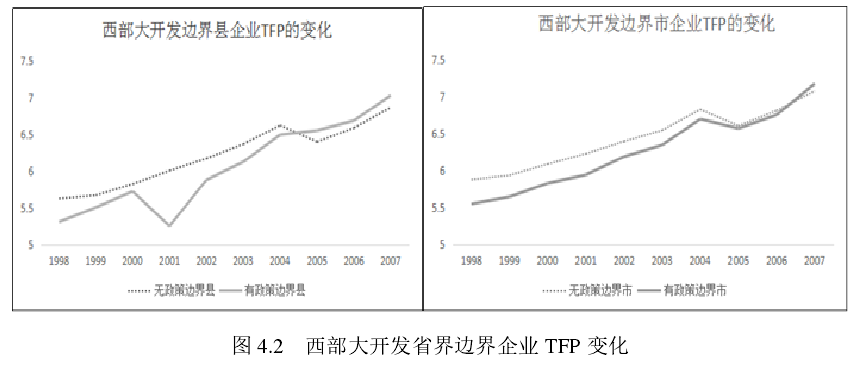 西部大开发边界县企业TFP的变化
7.5
7
6.5
6
5.5
5
1998 1999 2000 2001 2002 2003 2004 2005 2006 2007
无政策边界县 有政策边界县
西部大开发边界市企业TFP的变化
7.5
7
6.5
6
5.5
5
1998 1999 2000 2001 2002 2003 2004 2005 2006 2007
无政策边界市 有政策边界市
图 4.2 西部大开发省界边界企业 TFP 变化